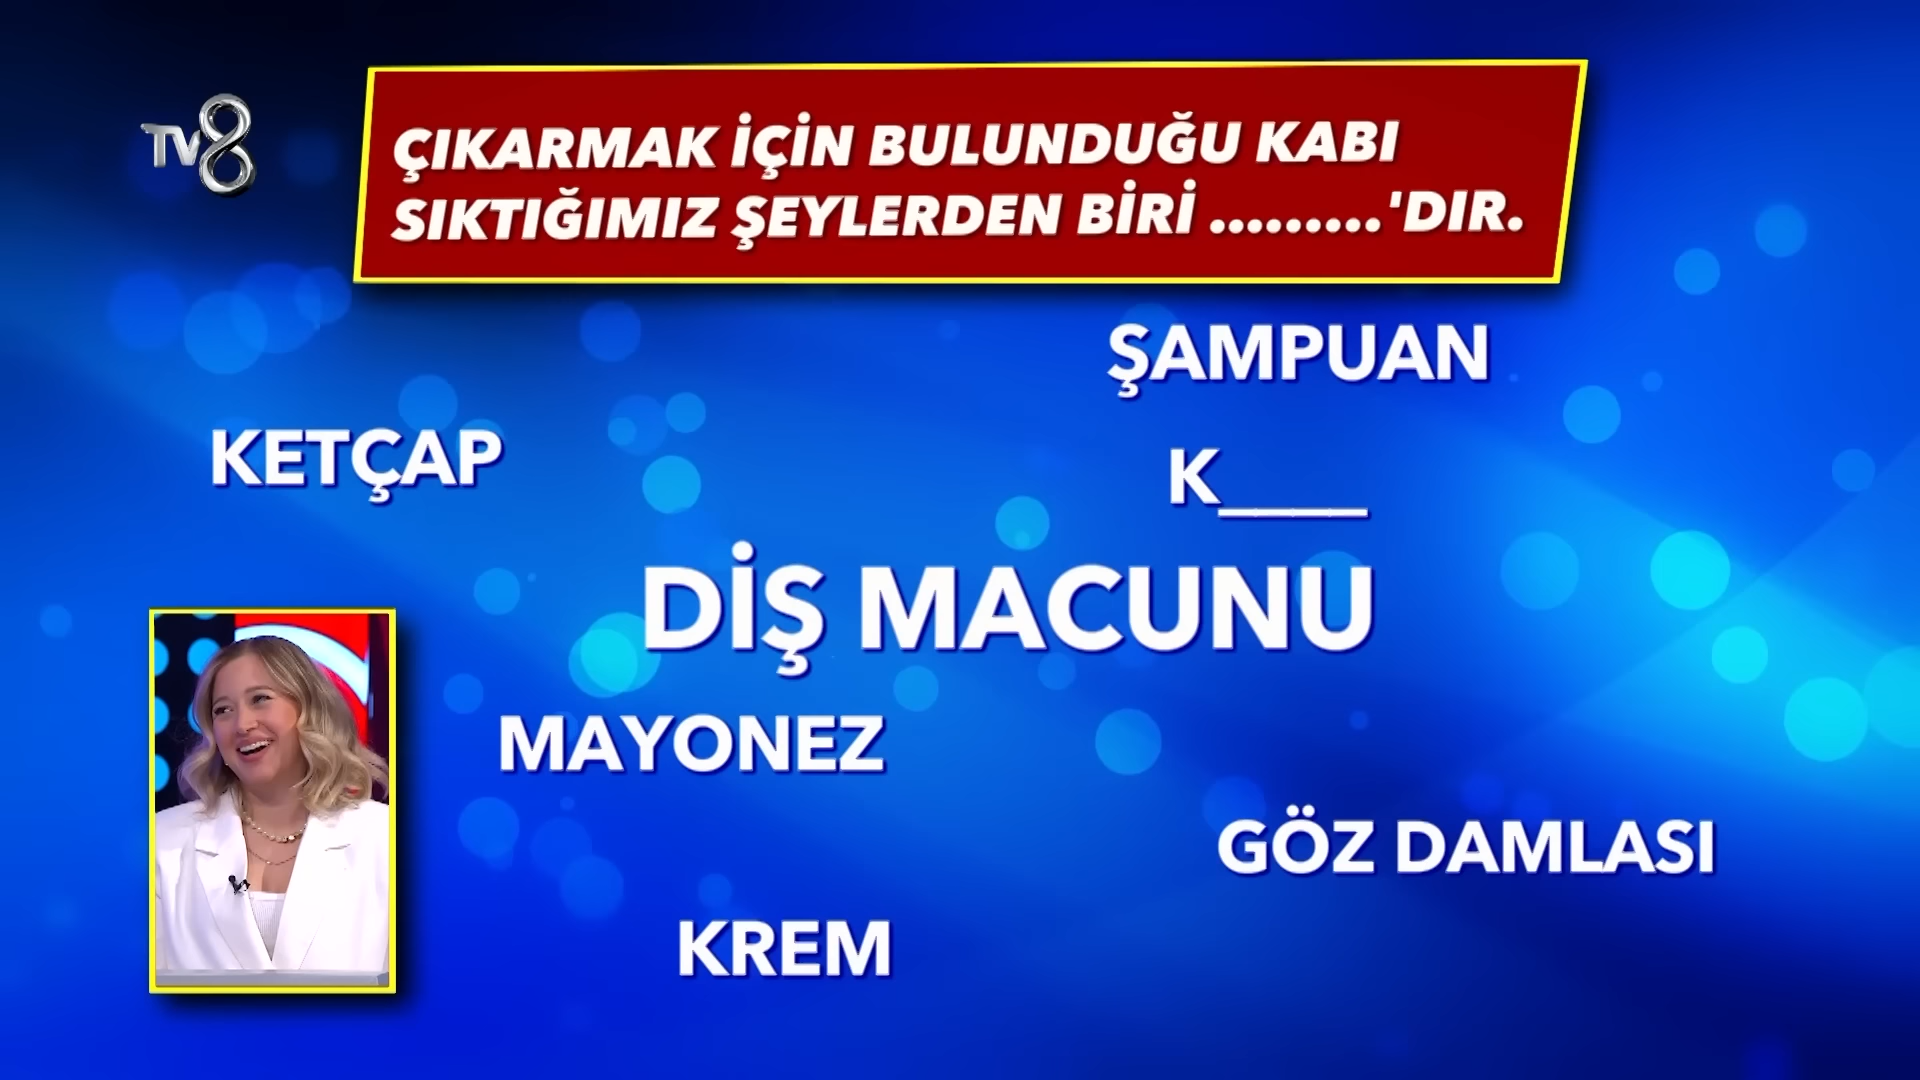 TV8
ÇIKARMAK İÇİN BULUNDUĞU KABI
SIKTIĞIMIZ ŞEYLERDEN BİRİ .........'DIR.
ŞAMPUAN
KETÇAP
K____
DİŞ MACUNU
MAYONEZ
GÖZ DAMLASI
KREM